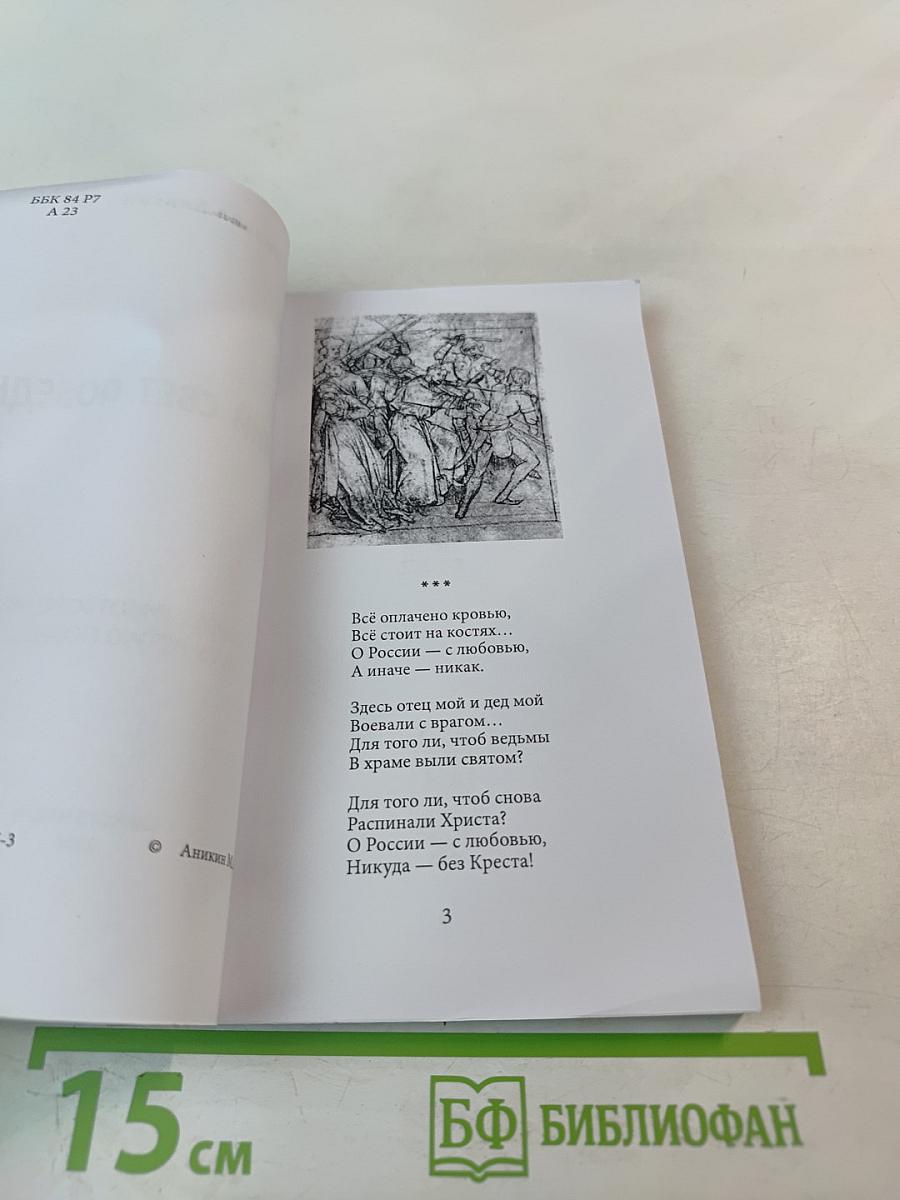 ББК 84 Р7
А 23
-3
© Аникин М.
* * *
Всё оплачено кровью,
Всё стоит на костях…
О России — с любовью,
А иначе — никак.
Здесь отец мой и дед мой
Воевали с врагом…
Для того ли, чтоб ведьмы
В храме выли святом?
Для того ли, чтоб снова
Распинали Христа?
О России — с любовью,
Никуда — без Креста!
3
15 см
БФ БИБЛИОФАН